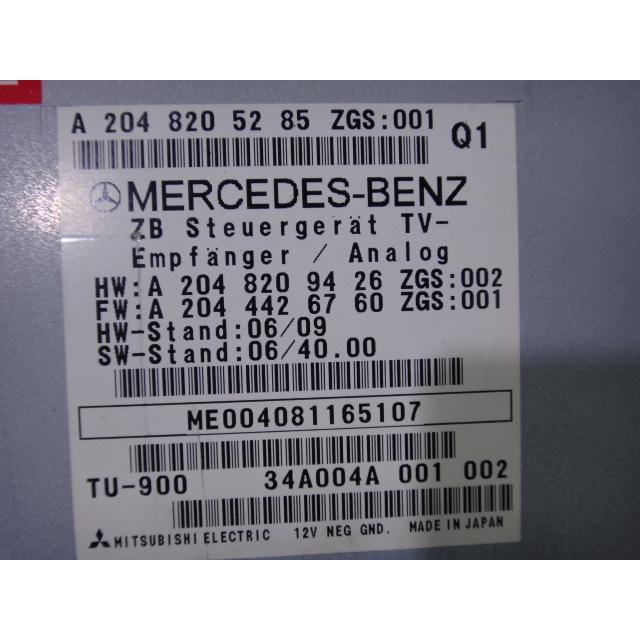 A 204 820 52 85 ZGS:001 Q1
MERCEDES-BENZ
ZB Steuergerät TV-
Empfänger / Analog
HW:A 204 820 94 26 ZGS:002
FW:A 204 442 67 60 ZGS:001
HW-Stand:06/09
SW-Stand:06/40.00
ME004081165107
TU-900 34A004A 001 002
MITSUBISHI ELECTRIC 12V NEG GND. MADE IN JAPAN